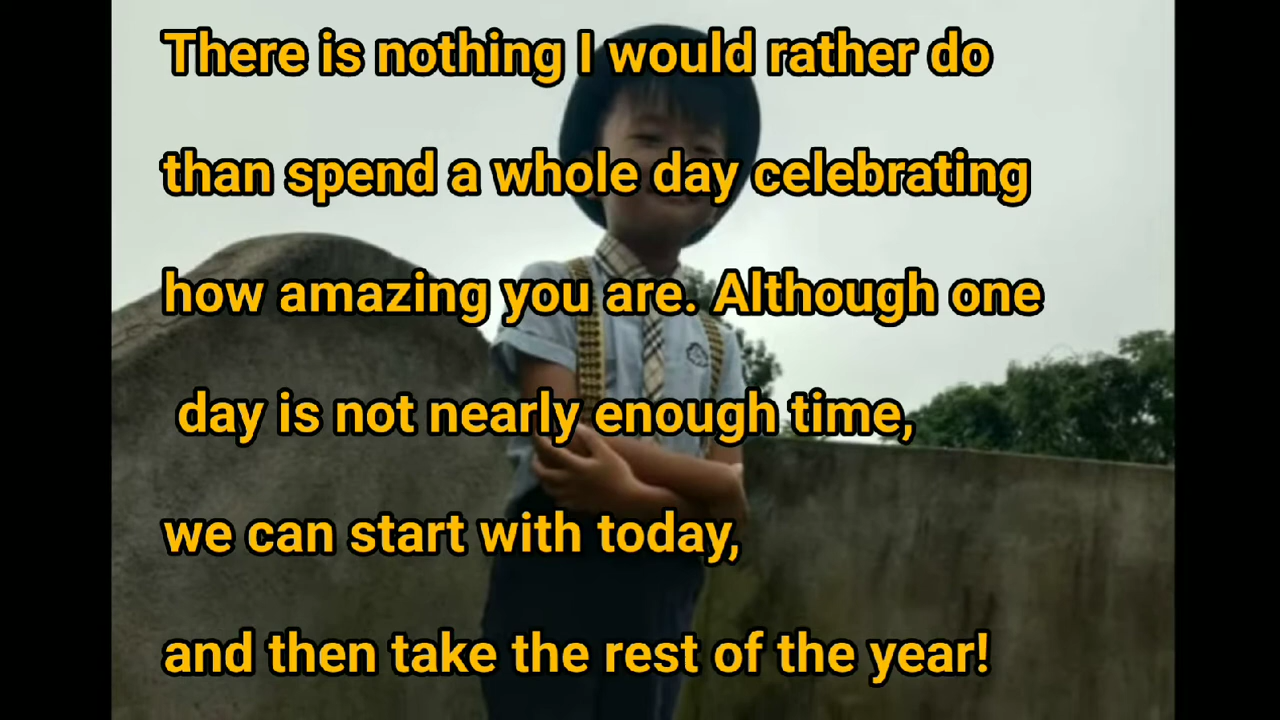 There is nothing I would rather do
than spend a whole day celebrating
how amazing you are. Although one
day is not nearly enough time,
we can start with today,
and then take the rest of the year!